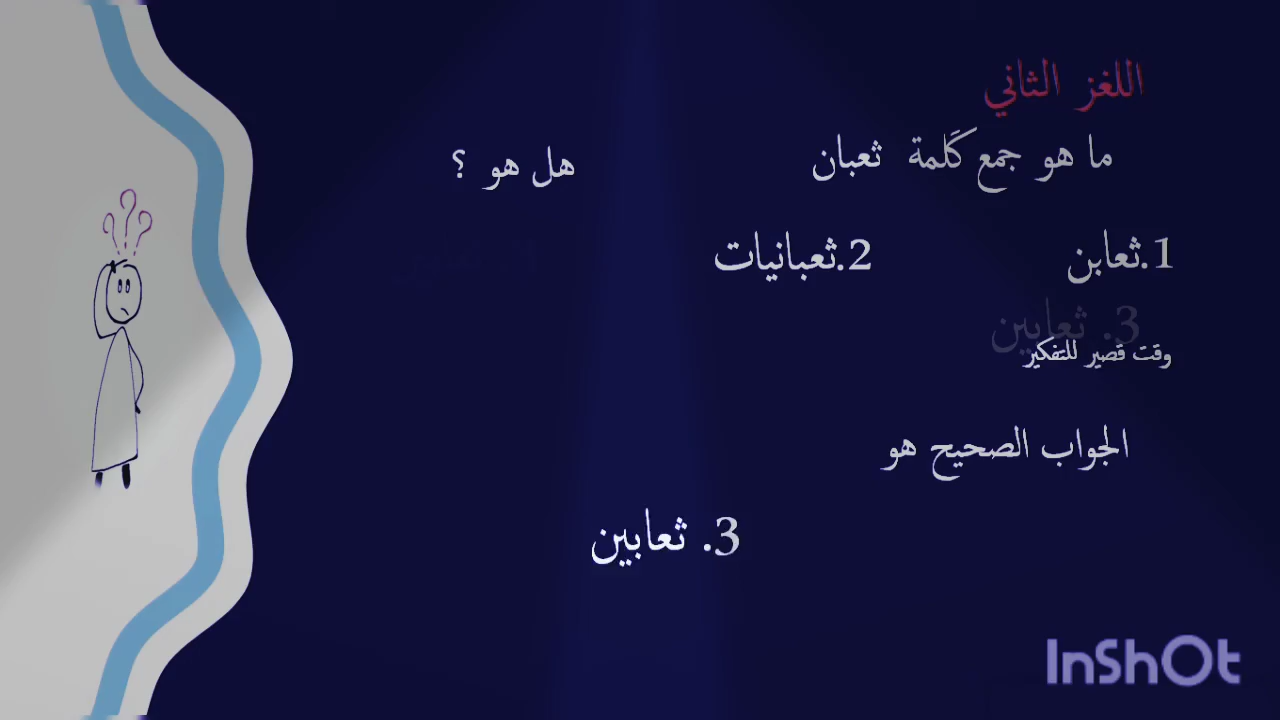 اللغز الثاني
ما هو جمع كَلمة ثعبان هل هو ؟
1.ثعابن 2.ثعبانيات
3. ثعابين
وقت قصير للتفكير
الجواب الصحيح هو
3. ثعابين
InShOt